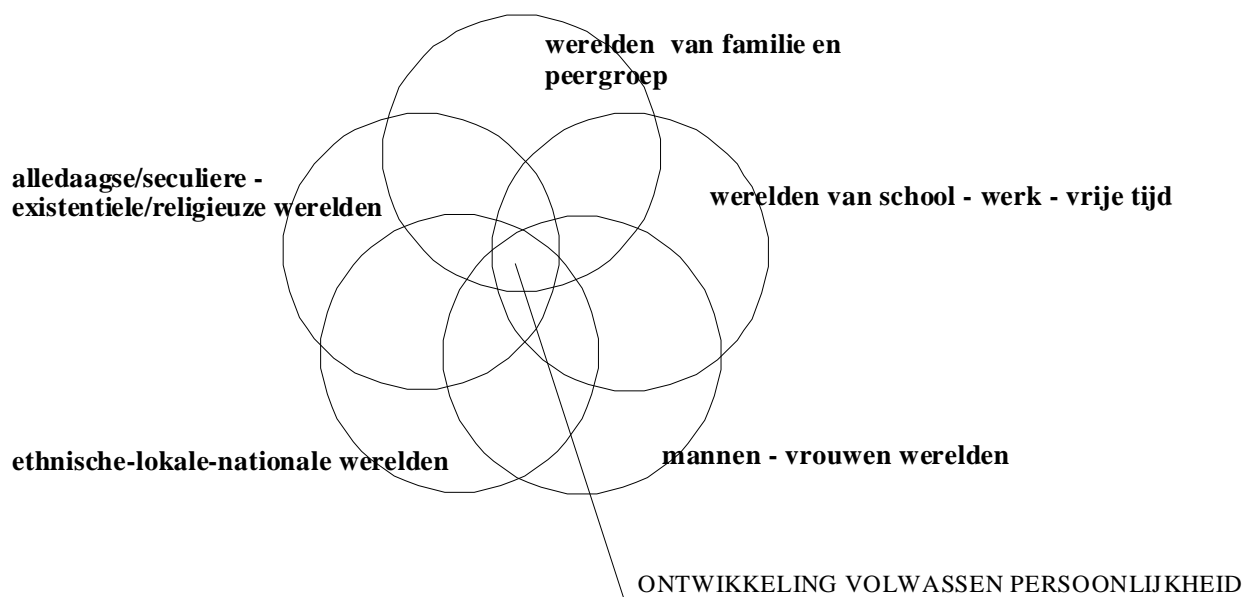 werelden van familie en
peergroep
alledaagse/seculiere -
existentiele/religieuze werelden
werelden van school - werk - vrije tijd
ethnische-lokale-nationale werelden
mannen - vrouwen werelden
ONTWIKKELING VOLWASSEN PERSOONLIJKHEID